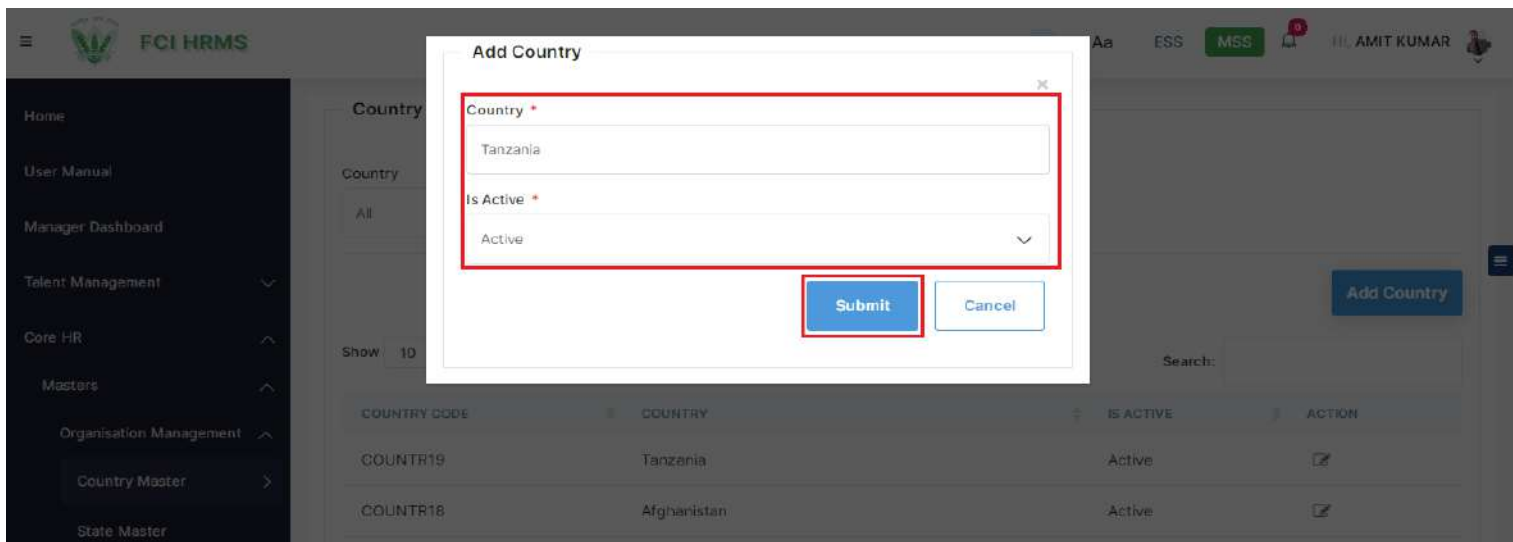 FCI HRMS
Aa ESS MSS 0 Hi, AMIT KUMAR
Home
User Manual
Manager Dashboard
Talent Management
Core HR
Masters
Organisation Management
Country Master
State Master
Country
Country
All
Add Country
×
Country *
Tanzania
Is Active *
Active
Submit Cancel
Add Country
Show 10 Search:
COUNTRY CODE COUNTRY IS ACTIVE ACTION
COUNTR19 Tanzania Active
COUNTR18 Afghanistan Active